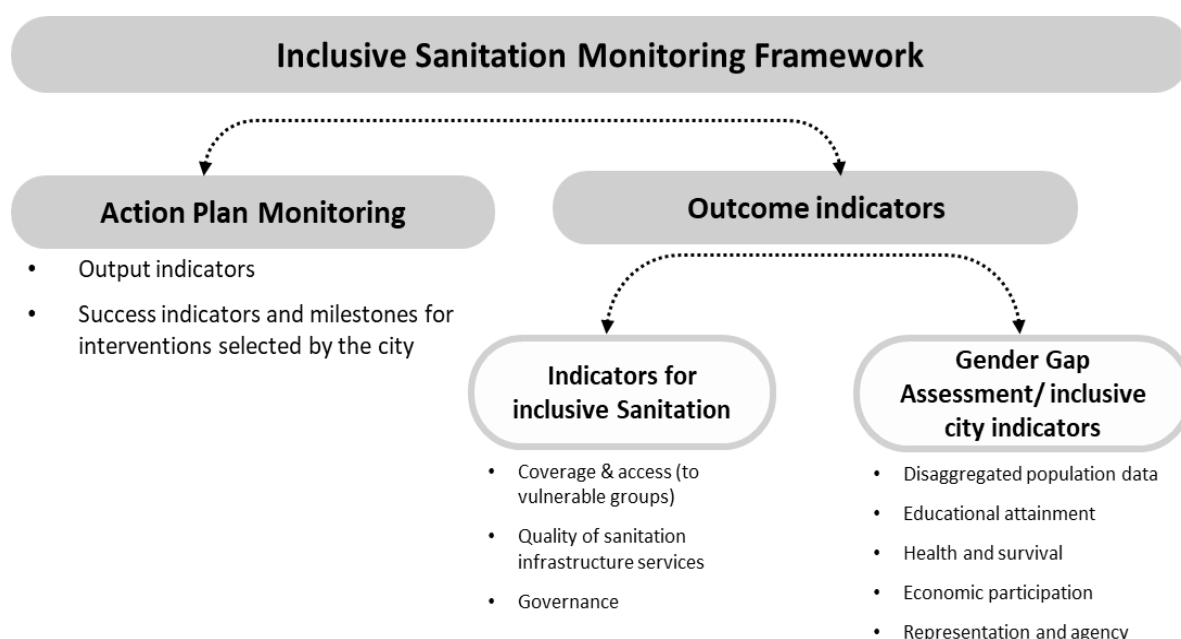 Inclusive Sanitation Monitoring Framework
Action Plan Monitoring
• Output indicators
• Success indicators and milestones for
interventions selected by the city
Outcome indicators
Indicators for
inclusive Sanitation
• Coverage & access (to
vulnerable groups)
• Quality of sanitation
infrastructure services
• Governance
Gender Gap
Assessment/ inclusive
city indicators
• Disaggregated population data
• Educational attainment
• Health and survival
• Economic participation
• Representation and agency